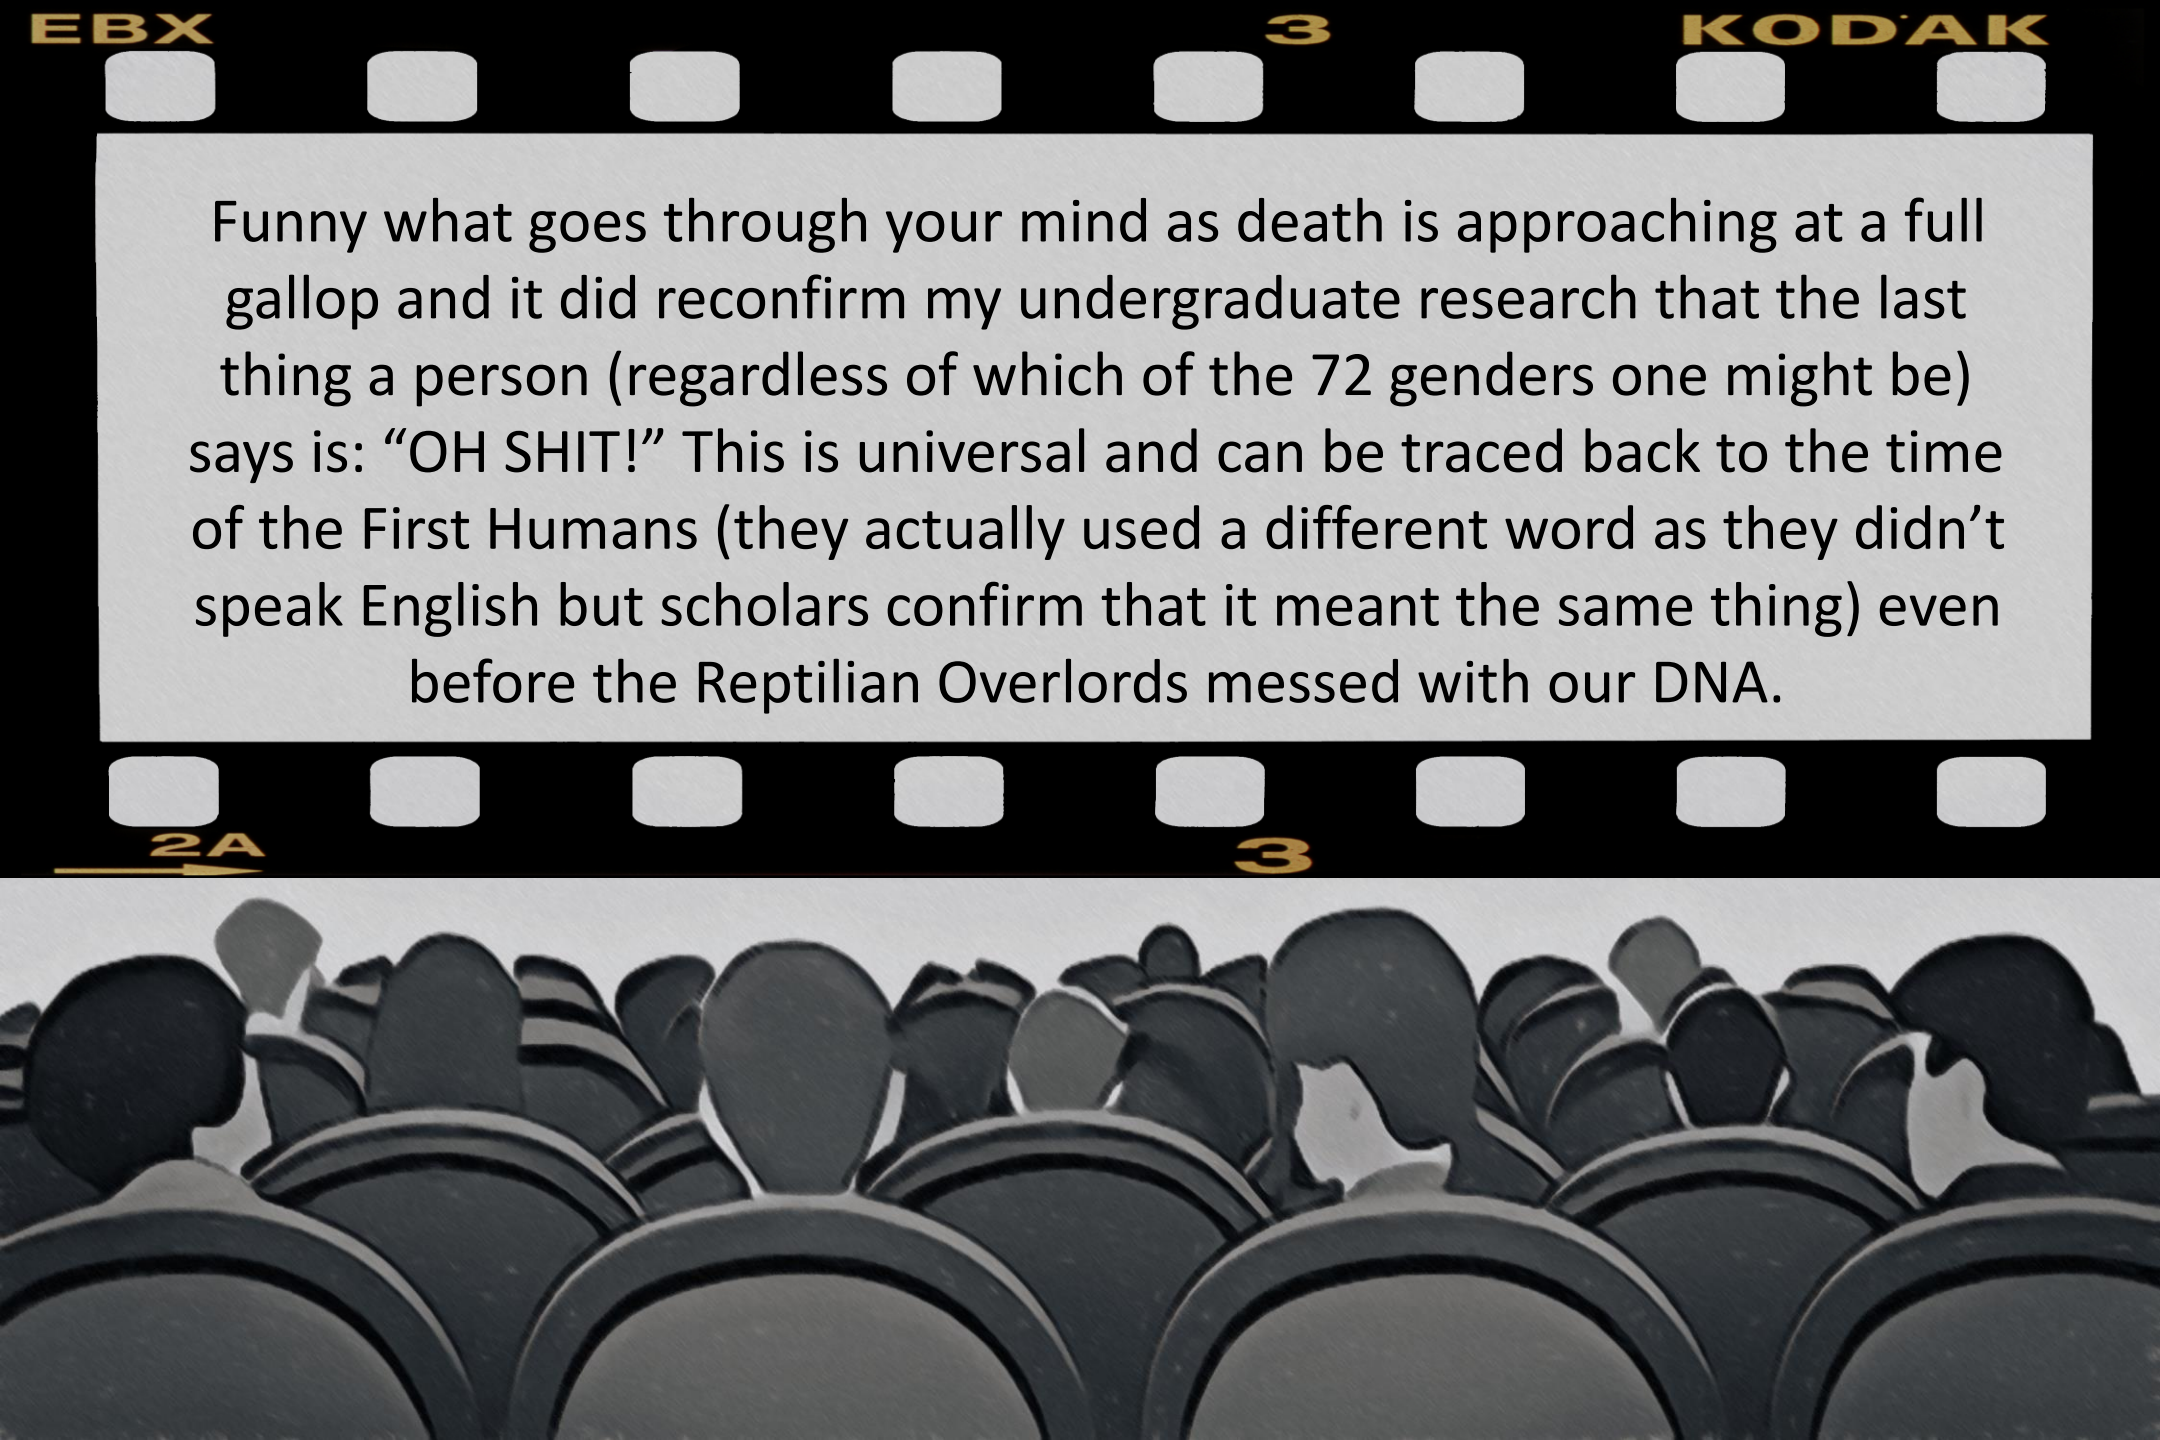 EBX 3 KODAK
Funny what goes through your mind as death is approaching at a full
gallop and it did reconfirm my undergraduate research that the last
thing a person (regardless of which of the 72 genders one might be)
says is: “OH SHIT!” This is universal and can be traced back to the time
of the First Humans (they actually used a different word as they didn’t
speak English but scholars confirm that it meant the same thing) even
before the Reptilian Overlords messed with our DNA.
2A 3